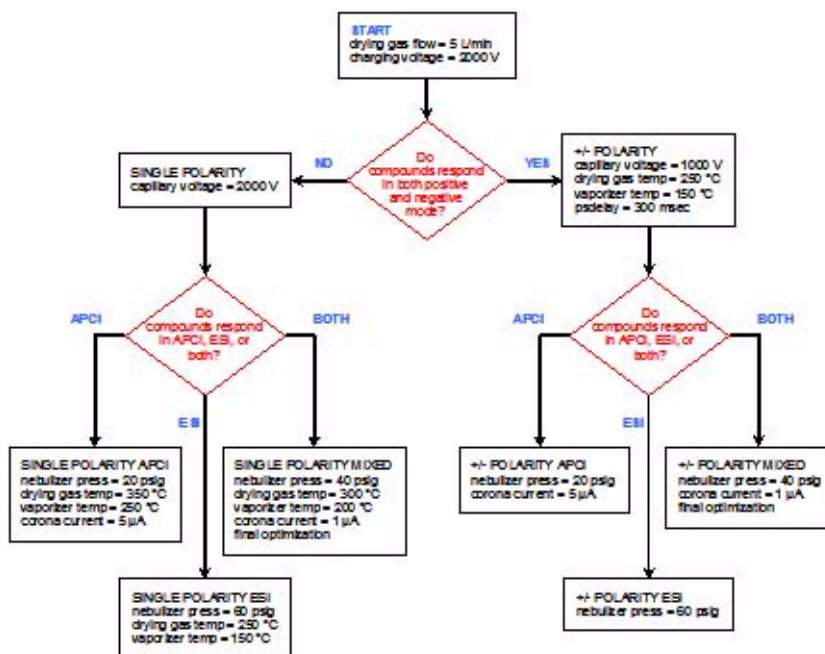 START
drying gas flow = 5 L/min
charging voltage = 2000 V
Do
compounds respond
in both positive
and negative
mode?
NO
YES
SINGLE POLARITY
capillary voltage = 2000 V
+/- POLARITY
capillary voltage = 1000 V
drying gas temp = 250 °C
vaporizer temp = 150 °C
psdelay = 300 msec
Do
compounds respond
in APCI, ESI, or
both?
APCI
BOTH
ESI
Do
compounds respond
in APCI, ESI, or
both?
APCI
BOTH
ESI
SINGLE POLARITY APCI
nebulizer press = 20 psig
drying gas temp = 350 °C
vaporizer temp = 250 °C
corona current = 5 µA
SINGLE POLARITY MIXED
nebulizer press = 40 psig
drying gas temp = 300 °C
vaporizer temp = 200 °C
corona current = 1 µA
final optimization
+/- POLARITY APCI
nebulizer press = 20 psig
corona current = 5 µA
+/- POLARITY MIXED
nebulizer press = 40 psig
corona current = 1 µA
final optimization
SINGLE POLARITY ESI
nebulizer press = 60 psig
drying gas temp = 250 °C
vaporizer temp = 150 °C
+/- POLARITY ESI
nebulizer press = 60 psig